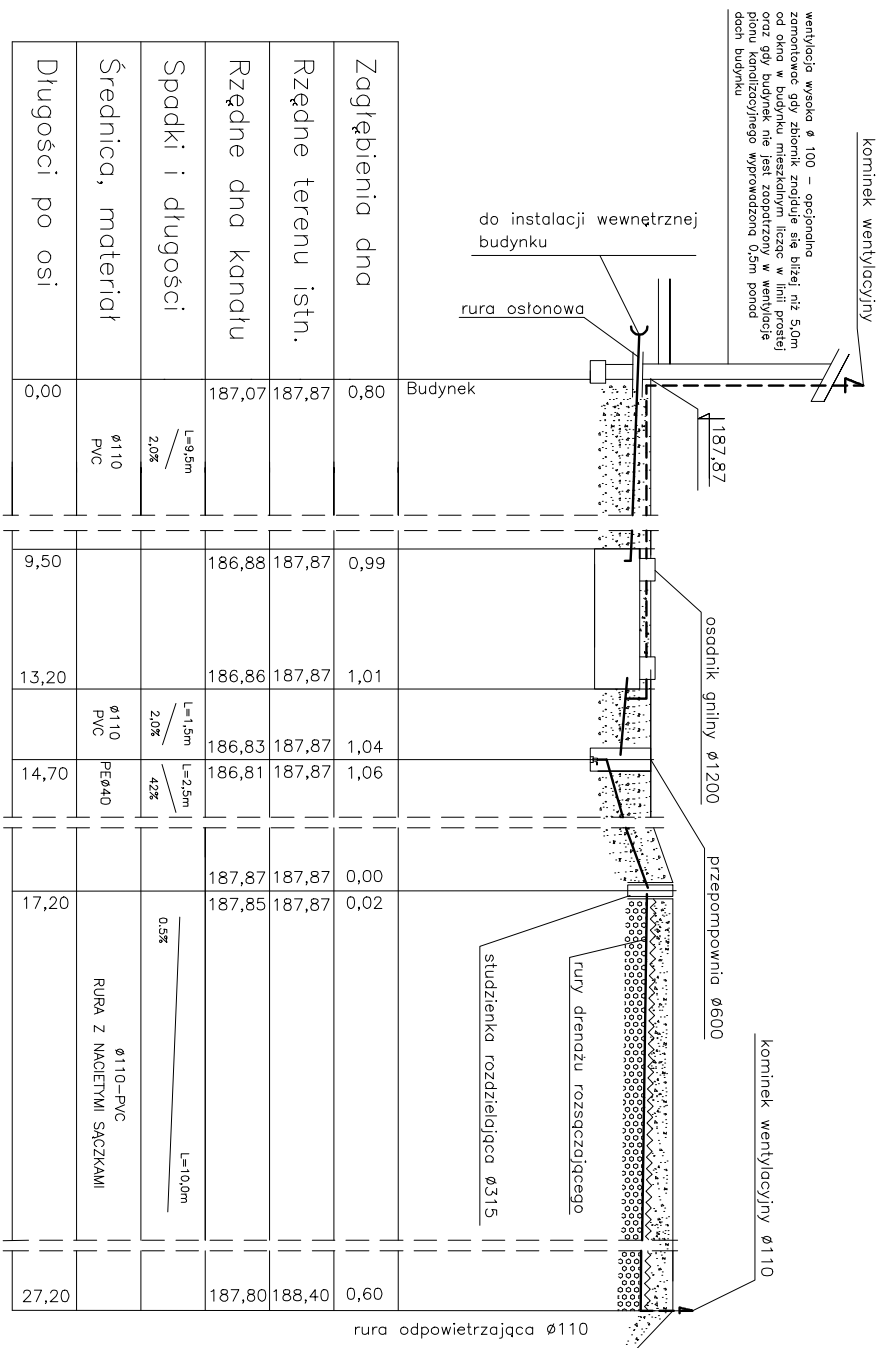 kominek wentylacyjny
wentylacja wysoka ø 100 – opcjonalna
zamontować gdy zbiornik znajduje się bliżej niż 5,0m
od okna w budynku mieszkalnym licząc w linii prostej
oraz gdy budynek nie jest zaopatrzony w wentylację
pionu kanalizacyjnego wyprowadzoną 0,5m ponad
dach budynku
do instalacji wewnętrznej
budynku
rura osłonowa
187,87
osadnik gnilny ø1200
przepompownia ø600
kominek wentylacyjny ø110
rury drenażu rozsączającego
studzienka rozdzielająca ø315
rura odpowietrzająca ø110
Budynek
Zagłębienia dna
0,80
0,99
1,01
1,04
1,06
0,00
0,02
0,60
Rzędne terenu istn.
187,87
187,87
187,87
187,87
187,87
187,87
187,87
188,40
Rzędne dna kanału
187,07
186,88
186,86
186,83
186,81
187,87
187,85
187,80
Spadki i długości
L=9,5m
2,0%
L=1,5m
2,0%
L=2,5m
42%
0.5%
L=10,0m
Średnica, materiał
ø110
PVC
ø110
PVC
PEø40
ø110–PVC
RURA Z NACIETYMI SĄCZKAMI
Długości po osi
0,00
9,50
13,20
14,70
17,20
27,20